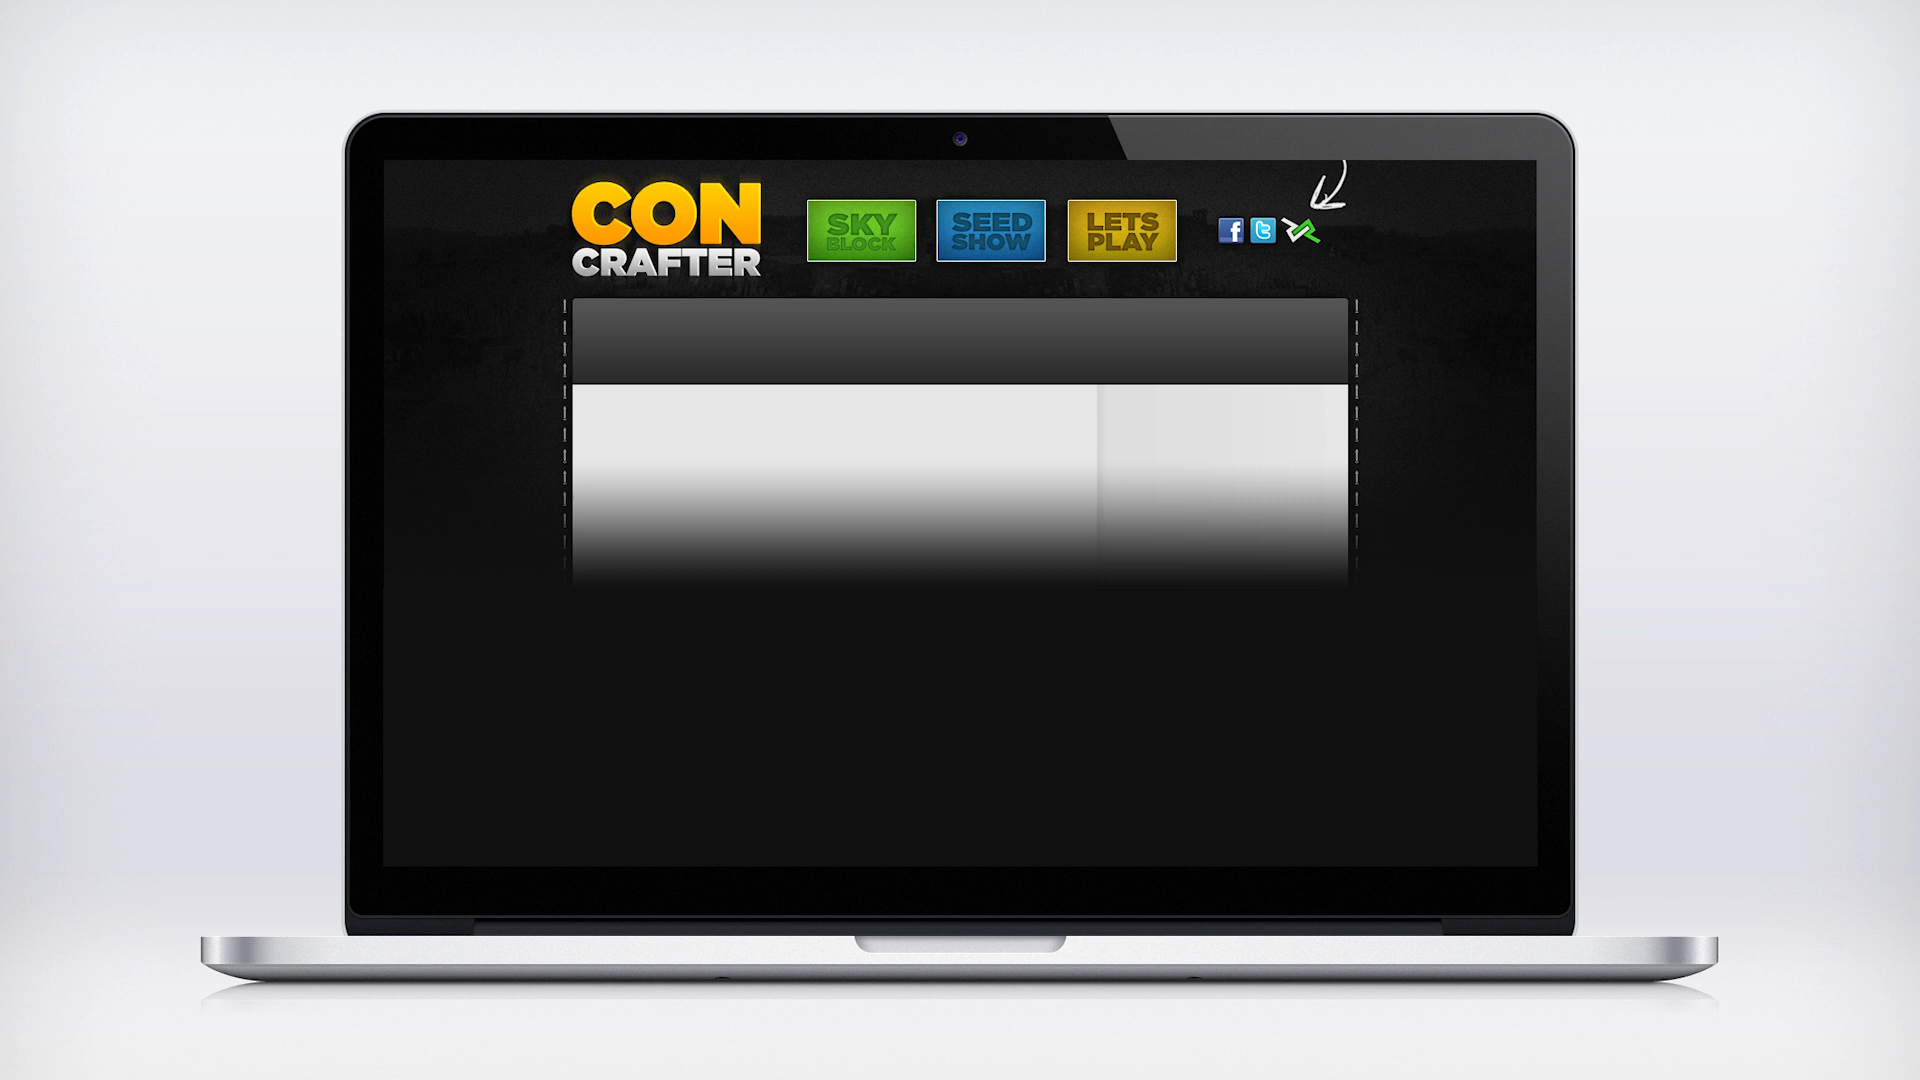 CON
CRAFTER
SKY
BLOCK
SEED
SHOW
LETS
PLAY
f
t